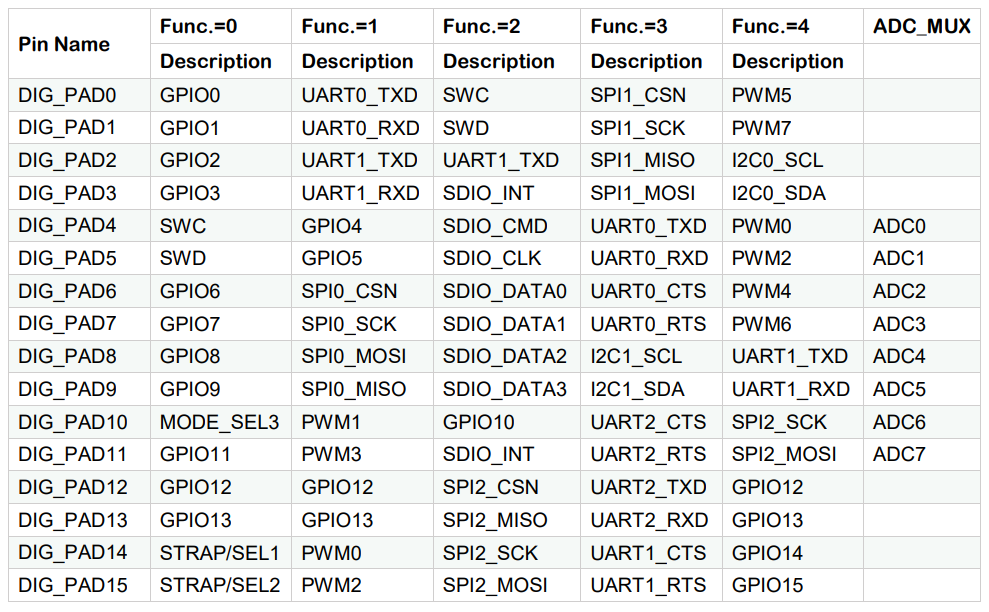 Pin Name Func.=0 Func.=1 Func.=2 Func.=3 Func.=4 ADC_MUX
Description Description Description Description Description
DIG_PAD0 GPIO0 UART0_TXD SWC SPI1_CSN PWM5
DIG_PAD1 GPIO1 UART0_RXD SWD SPI1_SCK PWM7
DIG_PAD2 GPIO2 UART1_TXD UART1_TXD SPI1_MISO I2C0_SCL
DIG_PAD3 GPIO3 UART1_RXD SDIO_INT SPI1_MOSI I2C0_SDA
DIG_PAD4 SWC GPIO4 SDIO_CMD UART0_TXD PWM0 ADC0
DIG_PAD5 SWD GPIO5 SDIO_CLK UART0_RXD PWM2 ADC1
DIG_PAD6 GPIO6 SPI0_CSN SDIO_DATA0 UART0_CTS PWM4 ADC2
DIG_PAD7 GPIO7 SPI0_SCK SDIO_DATA1 UART0_RTS PWM6 ADC3
DIG_PAD8 GPIO8 SPI0_MOSI SDIO_DATA2 I2C1_SCL UART1_TXD ADC4
DIG_PAD9 GPIO9 SPI0_MISO SDIO_DATA3 I2C1_SDA UART1_RXD ADC5
DIG_PAD10 MODE_SEL3 PWM1 GPIO10 UART2_CTS SPI2_SCK ADC6
DIG_PAD11 GPIO11 PWM3 SDIO_INT UART2_RTS SPI2_MOSI ADC7
DIG_PAD12 GPIO12 GPIO12 SPI2_CSN UART2_TXD GPIO12
DIG_PAD13 GPIO13 GPIO13 SPI2_MISO UART2_RXD GPIO13
DIG_PAD14 STRAP/SEL1 PWM0 SPI2_SCK UART1_CTS GPIO14
DIG_PAD15 STRAP/SEL2 PWM2 SPI2_MOSI UART1_RTS GPIO15